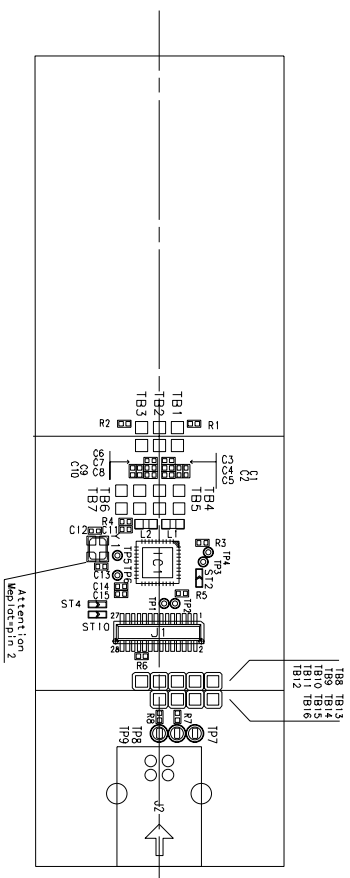 TB3
TB2
TB1
R2
R1
C6
C7
C8
C9
C10
C3
C4
C5
C1
C2
TB7
TB6
TB5
TB4
R4
C11
C12
Y1
L2
L1
R3
IC1
TP5
TP6
TP4
TP3
ST2
R5
C13
C14
C15
TP1
TP2
ST4
ST10
27
1
J1
28
2
R6
Attention
Meplat=pin 2
TB8
TB9
TB10
TB11
TB12
TB13
TB14
TB15
TB16
R8
R7
TP9
TP8
TP7
J2